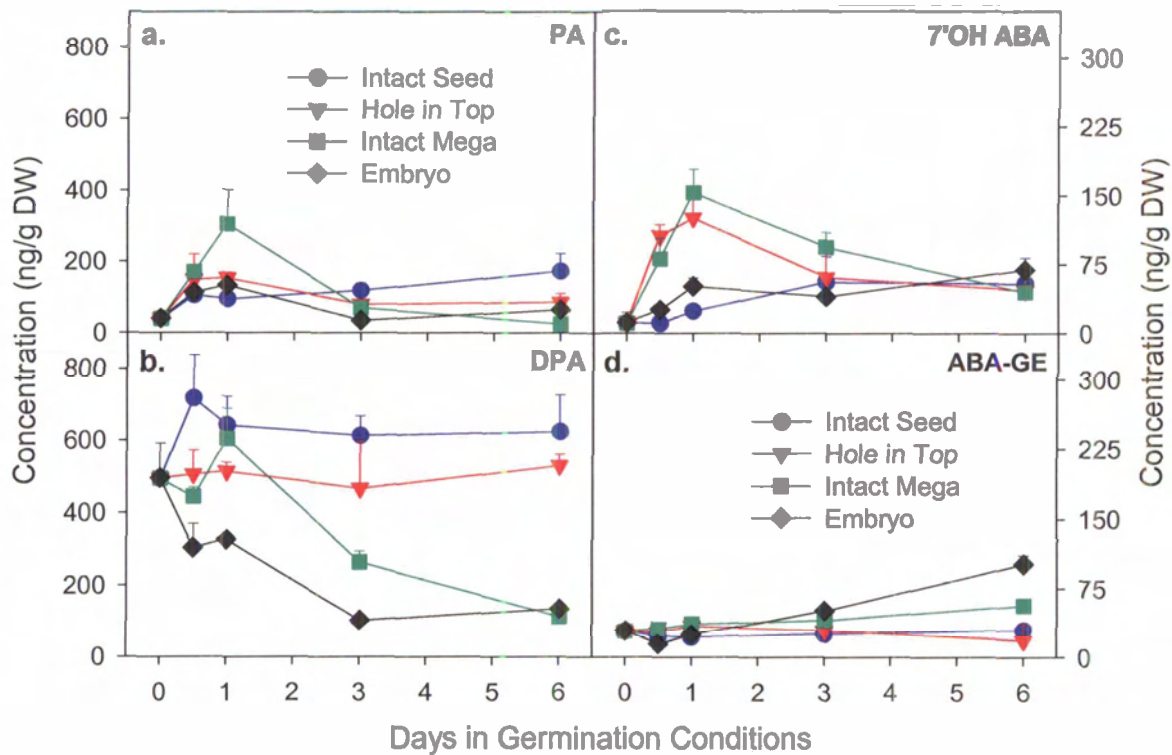 a.
PA
Intact Seed
Hole in Top
Intact Mega
Embryo
800
600
400
200
0
c.
7'OH ABA
300
225
150
75
0
b.
DPA
800
600
400
200
0
d.
ABA-GE
Intact Seed
Hole in Top
Intact Mega
Embryo
300
225
150
75
0
Concentration (ng/g DW)
Concentration (ng/g DW)
0 1 2 3 4 5 6
0 1 2 3 4 5 6
Days in Germination Conditions